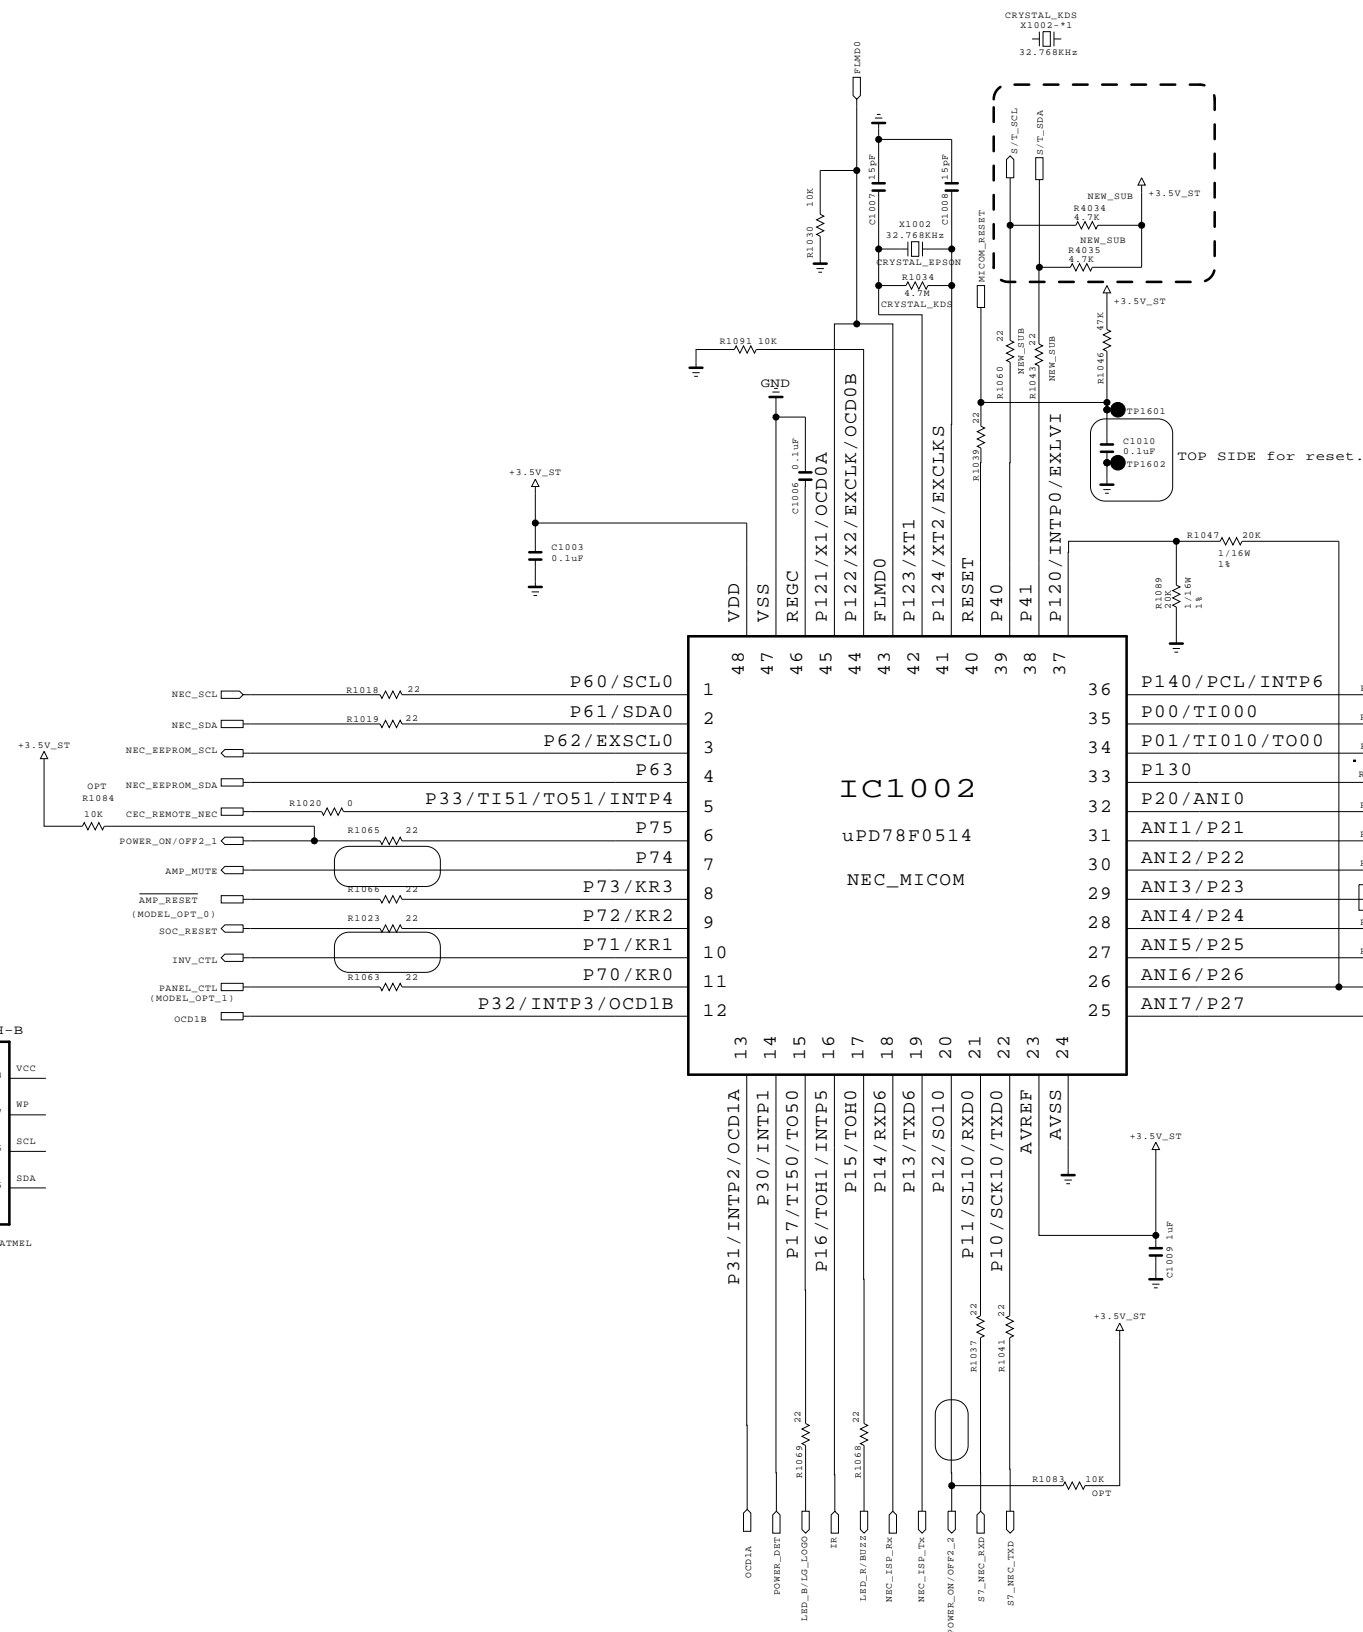 CRYSTAL_KDS
X1002-*1
32.768KHz
FLMD0
S/T_SCL
S/T_SDA
NEW_SUB
+3.5V_ST
R4034
4.7K
NEW_SUB
R4035
4.7K
C1007 15pF
C1008 15pF
X1002
32.768KHz
CRYSTAL_EPSON
R1034
4.7M
CRYSTAL_KDS
R1030 10K
MICOM_RESET
+3.5V_ST
R1046 47K
R1060 22
NEW_SUB
R1043 22
NEW_SUB
R1091 10K
GND
C1006 0.1uF
R1039 22
TP1601
C1010
0.1uF
TP1602
TOP SIDE for reset.
+3.5V_ST
C1003
0.1uF
R1047 20K
1/16W
1%
R1089
20K
1/16W
1%
VDD
VSS
REGC
P121/X1/OCD0A
P122/X2/EXCLK/OCD0B
FLMD0
P123/XT1
P124/XT2/EXCLKS
RESET
P40
P41
P120/INTP0/EXLVI
48
47
46
45
44
43
42
41
40
39
38
37
NEC_SCL R1018 22 P60/SCL0 1
NEC_SDA R1019 22 P61/SDA0 2
NEC_EEPROM_SCL P62/EXSCL0 3
NEC_EEPROM_SDA P63 4
+3.5V_ST
OPT
R1084
10K
CEC_REMOTE_NEC R1020 0 P33/TI51/TO51/INTP4 5
POWER_ON/OFF2_1 R1065 22 P75 6
AMP_MUTE P74 7
AMP_RESET R1066 22 P73/KR3 8
(MODEL_OPT_0)
SOC_RESET R1023 22 P72/KR2 9
INV_CTL P71/KR1 10
PANEL_CTL R1063 22 P70/KR0 11
(MODEL_OPT_1)
OCD1B P32/INTP3/OCD1B 12
IC1002
uPD78F0514
NEC_MICOM
36 P140/PCL/INTP6
35 P00/TI000
34 P01/TI010/TO00
33 P130
32 P20/ANI0
31 ANI1/P21
30 ANI2/P22
29 ANI3/P23
28 ANI4/P24
27 ANI5/P25
26 ANI6/P26
25 ANI7/P27
-B
VCC
WP
SCL
SDA
ATMEL
13
14
15
16
17
18
19
20
21
22
23
24
P31/INTP2/OCD1A
P30/INTP1
P17/TI50/TO50
P16/TOH1/INTP5
P15/TOH0
P14/RXD6
P13/TXD6
P12/SO10
P11/SL10/RXD0
P10/SCK10/TXD0
AVREF
AVSS
+3.5V_ST
C1009 1uF
R1037 22
R1041 22
+3.5V_ST
R1069 22
R1068 22
R1083 10K
OPT
OCD1A
POWER_DET
LED_B/LG_LOGO
IR
LED_R/BUZZ
NEC_ISP_Rx
NEC_ISP_Tx
POWER_ON/OFF2_2
S7_NEC_RXD
S7_NEC_TXD